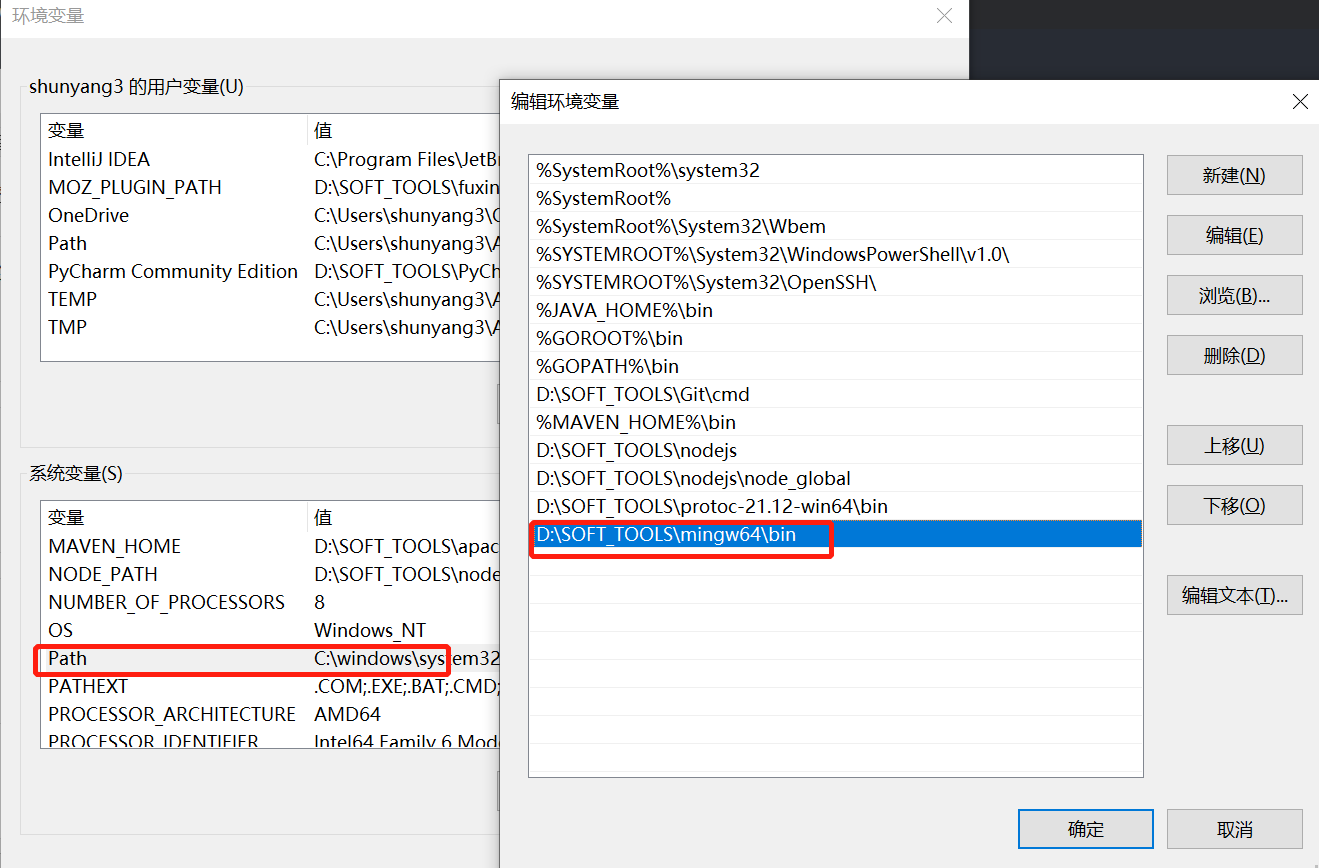 环境变量
shunyang3 的用户变量(U)
变量 值
IntelliJ IDEA C:\Program Files\JetBr
MOZ_PLUGIN_PATH D:\SOFT_TOOLS\fuxin
OneDrive C:\Users\shunyang3\O
Path C:\Users\shunyang3\A
PyCharm Community Edition D:\SOFT_TOOLS\PyCh
TEMP C:\Users\shunyang3\A
TMP C:\Users\shunyang3\A
系统变量(S)
变量 值
MAVEN_HOME D:\SOFT_TOOLS\apac
NODE_PATH D:\SOFT_TOOLS\node
NUMBER_OF_PROCESSORS 8
OS Windows_NT
Path C:\windows\system32
PATHEXT .COM;.EXE;.BAT;.CMD;
PROCESSOR_ARCHITECTURE AMD64
PROCESSOR_IDENTIFIER Intel64 Family 6 Mode
编辑环境变量
%SystemRoot%\system32
%SystemRoot%
%SystemRoot%\System32\Wbem
%SYSTEMROOT%\System32\WindowsPowerShell\v1.0\
%SYSTEMROOT%\System32\OpenSSH\
%JAVA_HOME%\bin
%GOROOT%\bin
%GOPATH%\bin
D:\SOFT_TOOLS\Git\cmd
%MAVEN_HOME%\bin
D:\SOFT_TOOLS\nodejs
D:\SOFT_TOOLS\nodejs\node_global
D:\SOFT_TOOLS\protoc-21.12-win64\bin
D:\SOFT_TOOLS\mingw64\bin
新建(N)
编辑(E)
浏览(B)...
删除(D)
上移(U)
下移(O)
编辑文本(T)...
确定
取消